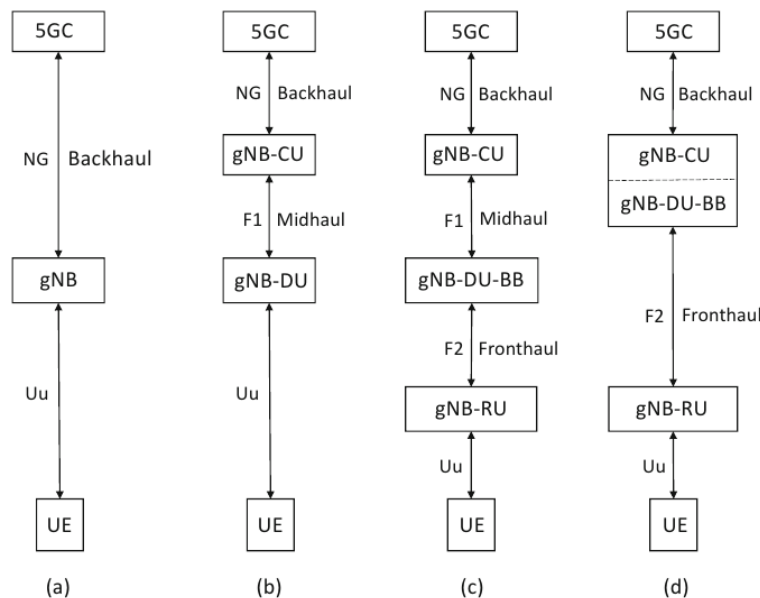 5GC 5GC 5GC 5GC
NG Backhaul NG Backhaul NG Backhaul
gNB-CU gNB-CU gNB-CU
NG Backhaul
gNB-DU-BB
F1 Midhaul F1 Midhaul
gNB gNB-DU gNB-DU-BB
F2 Fronthaul
F2 Fronthaul
Uu Uu
gNB-RU gNB-RU
Uu Uu
UE UE UE UE
(a) (b) (c) (d)